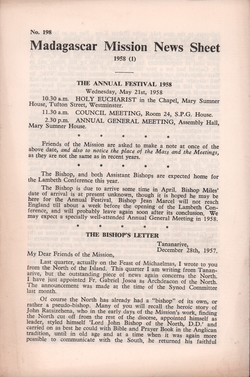 No. 198
Madagascar Mission News Sheet
1958 (1)
THE ANNUAL FESTIVAL 1958
Wednesday, May 21st, 1958
10.30 a.m. HOLY EUCHARIST in the Chapel, Mary Sumner
House, Tufton Street, Westminster.
11.30 a.m. COUNCIL MEETING, Room 24, S.P.G. House.
2.30 p.m. ANNUAL GENERAL MEETING, Assembly Hall,
Mary Sumner House.
* * *
Friends of the Mission are asked to make a note at once of the
above date, and also to notice the place of the Mass and the Meetings,
as they are not the same as in recent years.
* * *
The Bishop, and both Assistant Bishops are expected home for
the Lambeth Conference this year.
The Bishop is due to arrive some time in April, Bishop Miles'
date of arrival is at present unknown, though it is hoped he may be
here for the Annual Festival. Bishop Jean Marcel will not reach
England till about a week before the opening of the Lambeth Conference,
and will probably leave again soon after its conclusion. We
may expect a specially well-attended Annual General Meeting in 1958.
* * *
THE BISHOP'S LETTER
Tananarive,
December 28th, 1957.
My Dear Friends of the Mission,
Last quarter, actually on the Feast of Michaelmas, I wrote to you
from the North of the Island. This quarter I am writing from Tananarive,
but the outstanding piece of news again concerns the North.
I have just appointed Fr. Gabriel Josoa as Archdeacon of the North.
The announcement was made at the time of the Synod Committee
last month.
Of course the North has already had a "bishop" of its own, or
rather a pseudo-bishop. Many of you will recall the heroic story of
John Ratsizehena, who in the early days of the Mission's work, finding
the North cut off from the rest of the diocese, appointed himself as
leader, styled himself "Lord John Bishop of the North, D.D." and
carried on as best he could with Bible and Prayer Book in the Anglican
tradition, until in old age and at a time when it was again more
possible to communicate with the South, he returned his faithful